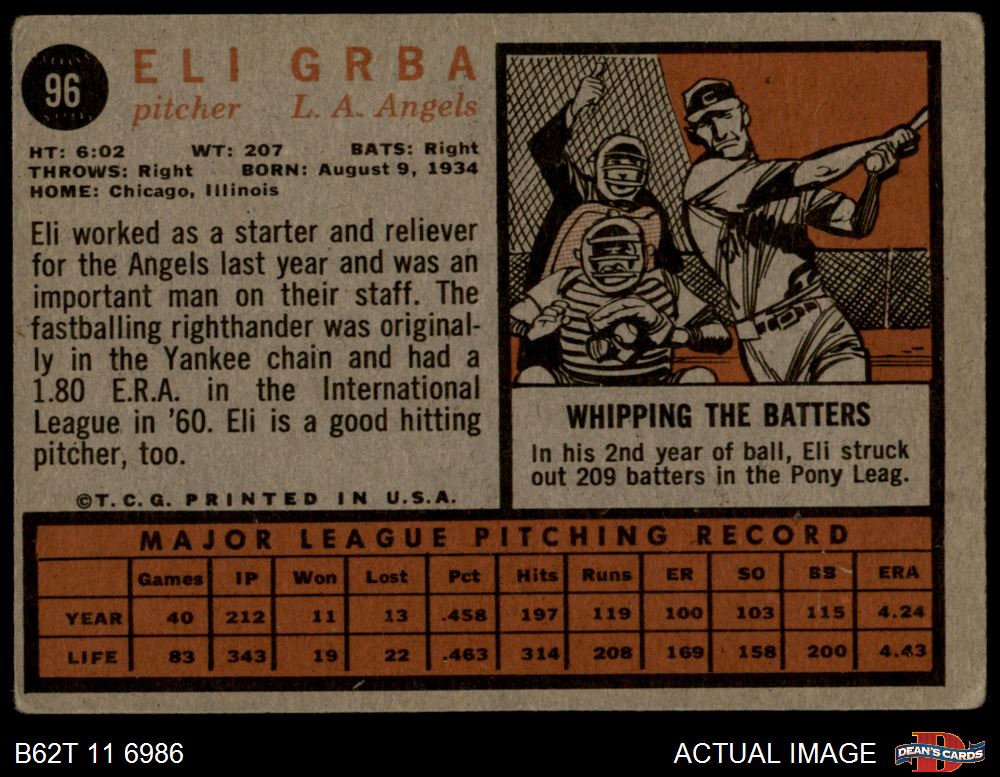 96
ELI GRBA
pitcher L. A. Angels
HT: 6:02 WT: 207 BATS: Right
THROWS: Right BORN: August 9, 1934
HOME: Chicago, Illinois
Eli worked as a starter and reliever
for the Angels last year and was an
important man on their staff. The
fastballing righthander was original-
ly in the Yankee chain and had a
1.80 E.R.A. in the International
League in '60. Eli is a good hitting
pitcher, too.
©T.C.G. PRINTED IN U.S.A.
C
WHIPPING THE BATTERS
In his 2nd year of ball, Eli struck
out 209 batters in the Pony Leag.
MAJOR LEAGUE PITCHING RECORD
Games IP Won Lost Pct Hits Runs ER SO BB ERA
YEAR 40 212 11 13 .458 197 119 100 103 115 4.24
LIFE 83 343 19 22 .463 314 208 169 158 200 4.43
B62T 11 6986
ACTUAL IMAGE
D
DEAN'S CARDS